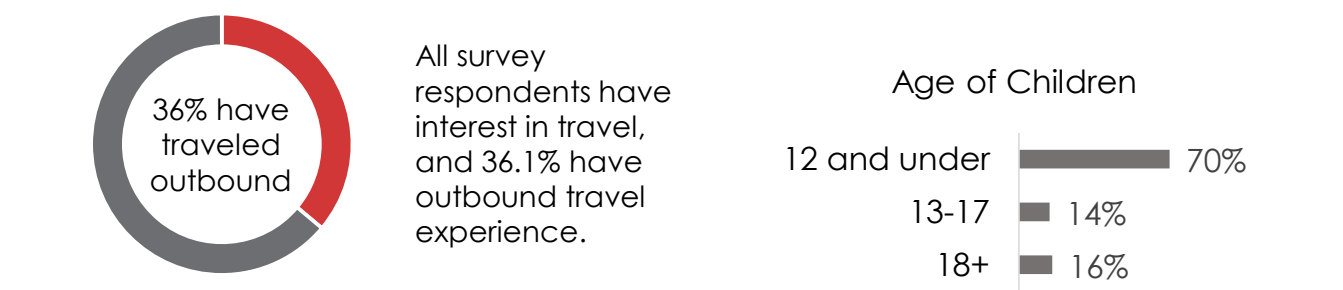 36% have
traveled
outbound
All survey
respondents have
interest in travel,
and 36.1% have
outbound travel
experience.
Age of Children
12 and under 70%
13-17 14%
18+ 16%